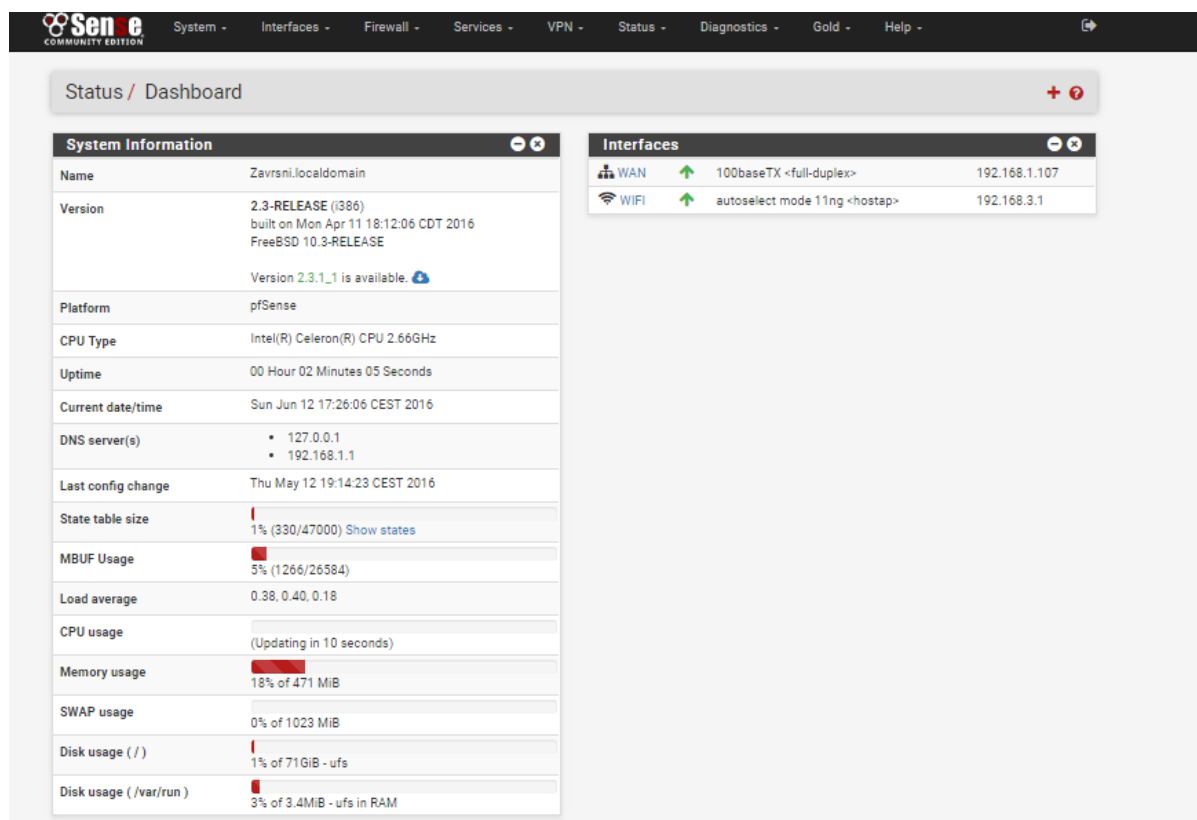 Sense
COMMUNITY EDITION
System Interfaces Firewall Services VPN Status Diagnostics Gold Help
Status / Dashboard
System Information
Name Zavrsni.localdomain
Version 2.3-RELEASE (i386)
built on Mon Apr 11 18:12:06 CDT 2016
FreeBSD 10.3-RELEASE
Version 2.3.1_1 is available.
Platform pfSense
CPU Type Intel(R) Celeron(R) CPU 2.66GHz
Uptime 00 Hour 02 Minutes 05 Seconds
Current date/time Sun Jun 12 17:26:06 CEST 2016
DNS server(s) • 127.0.0.1
• 192.168.1.1
Last config change Thu May 12 19:14:23 CEST 2016
State table size
1% (330/47000) Show states
MBUF Usage
5% (1266/26584)
Load average 0.38, 0.40, 0.18
CPU usage
(Updating in 10 seconds)
Memory usage
18% of 471 MiB
SWAP usage
0% of 1023 MiB
Disk usage ( / )
1% of 71GiB - ufs
Disk usage ( /var/run )
3% of 3.4MiB - ufs in RAM
Interfaces
WAN 100baseTX <full-duplex> 192.168.1.107
WIFI autoselect mode 11ng <hostap> 192.168.3.1